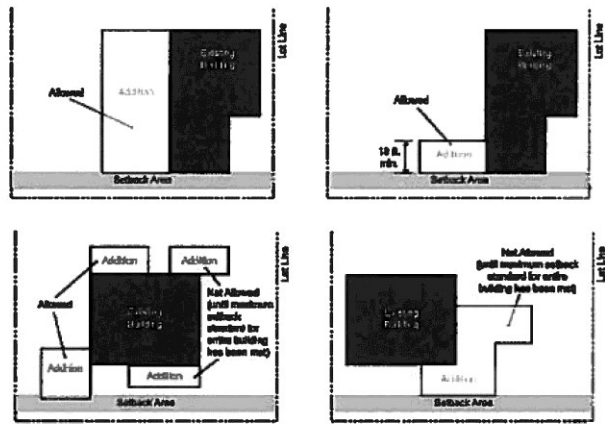 Lot Line
Existing
Building
Addition
Allowed
Setback Area
Lot Line
Existing
Building
Allowed
Addition
Setback Area
Lot Line
Addition
Addition
Allowed
Existing
Building
Not Allowed
(until maximum
setback
standard for
entire building
has been met)
Addition
Addition
Setback Area
Lot Line
Not Allowed
(until maximum setback
standard for entire
building has been met)
Existing
Building
Addition
Setback Area